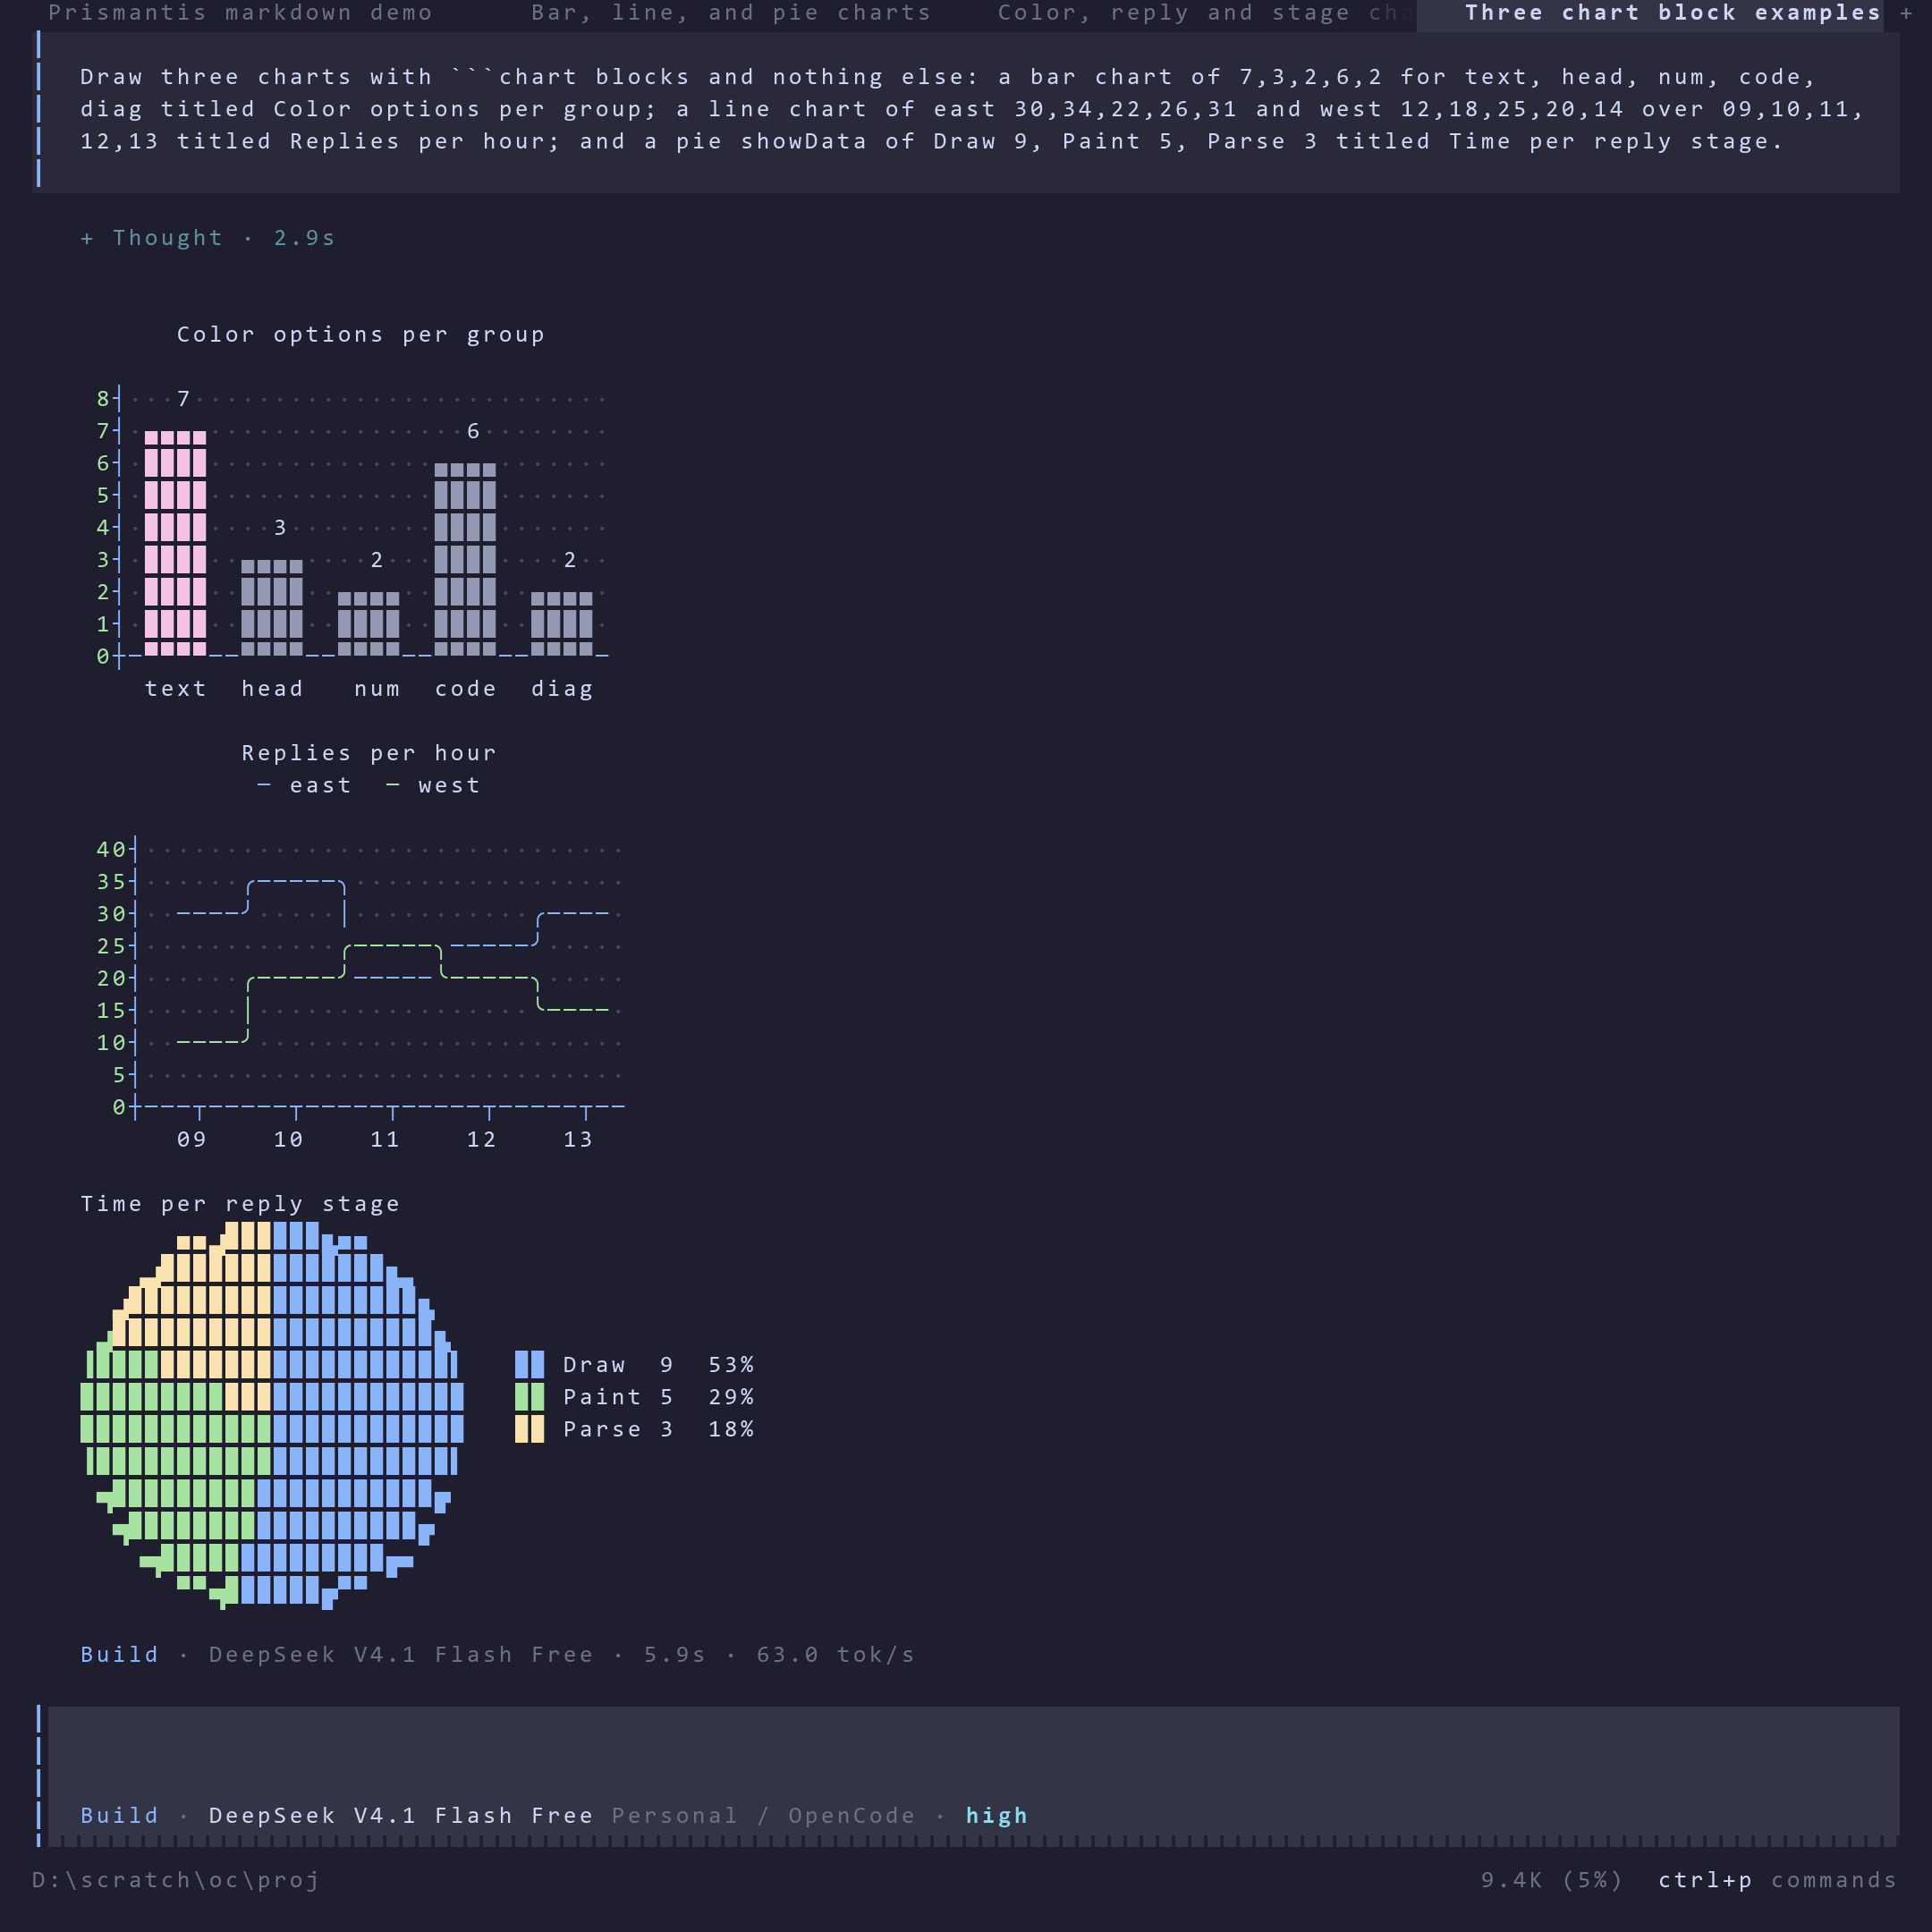 Prismantis markdown demo Bar, line, and pie charts Color, reply and stage cha Three chart block examples +
Draw three charts with ```chart blocks and nothing else: a bar chart of 7,3,2,6,2 for text, head, num, code,
diag titled Color options per group; a line chart of east 30,34,22,26,31 and west 12,18,25,20,14 over 09,10,11,
12,13 titled Replies per hour; and a pie showData of Draw 9, Paint 5, Parse 3 titled Time per reply stage.
+ Thought · 2.9s
Color options per group
8 7
7 6
6
5
4 3
3 2 2
2
1
0
text head num code diag
Replies per hour
east west
40
35
30
25
20
15
10
5
0
09 10 11 12 13
Time per reply stage
Draw 9 53%
Paint 5 29%
Parse 3 18%
Build · DeepSeek V4.1 Flash Free · 5.9s · 63.0 tok/s
Build · DeepSeek V4.1 Flash Free Personal / OpenCode · high
D:\scratch\oc\proj 9.4K (5%) ctrl+p commands